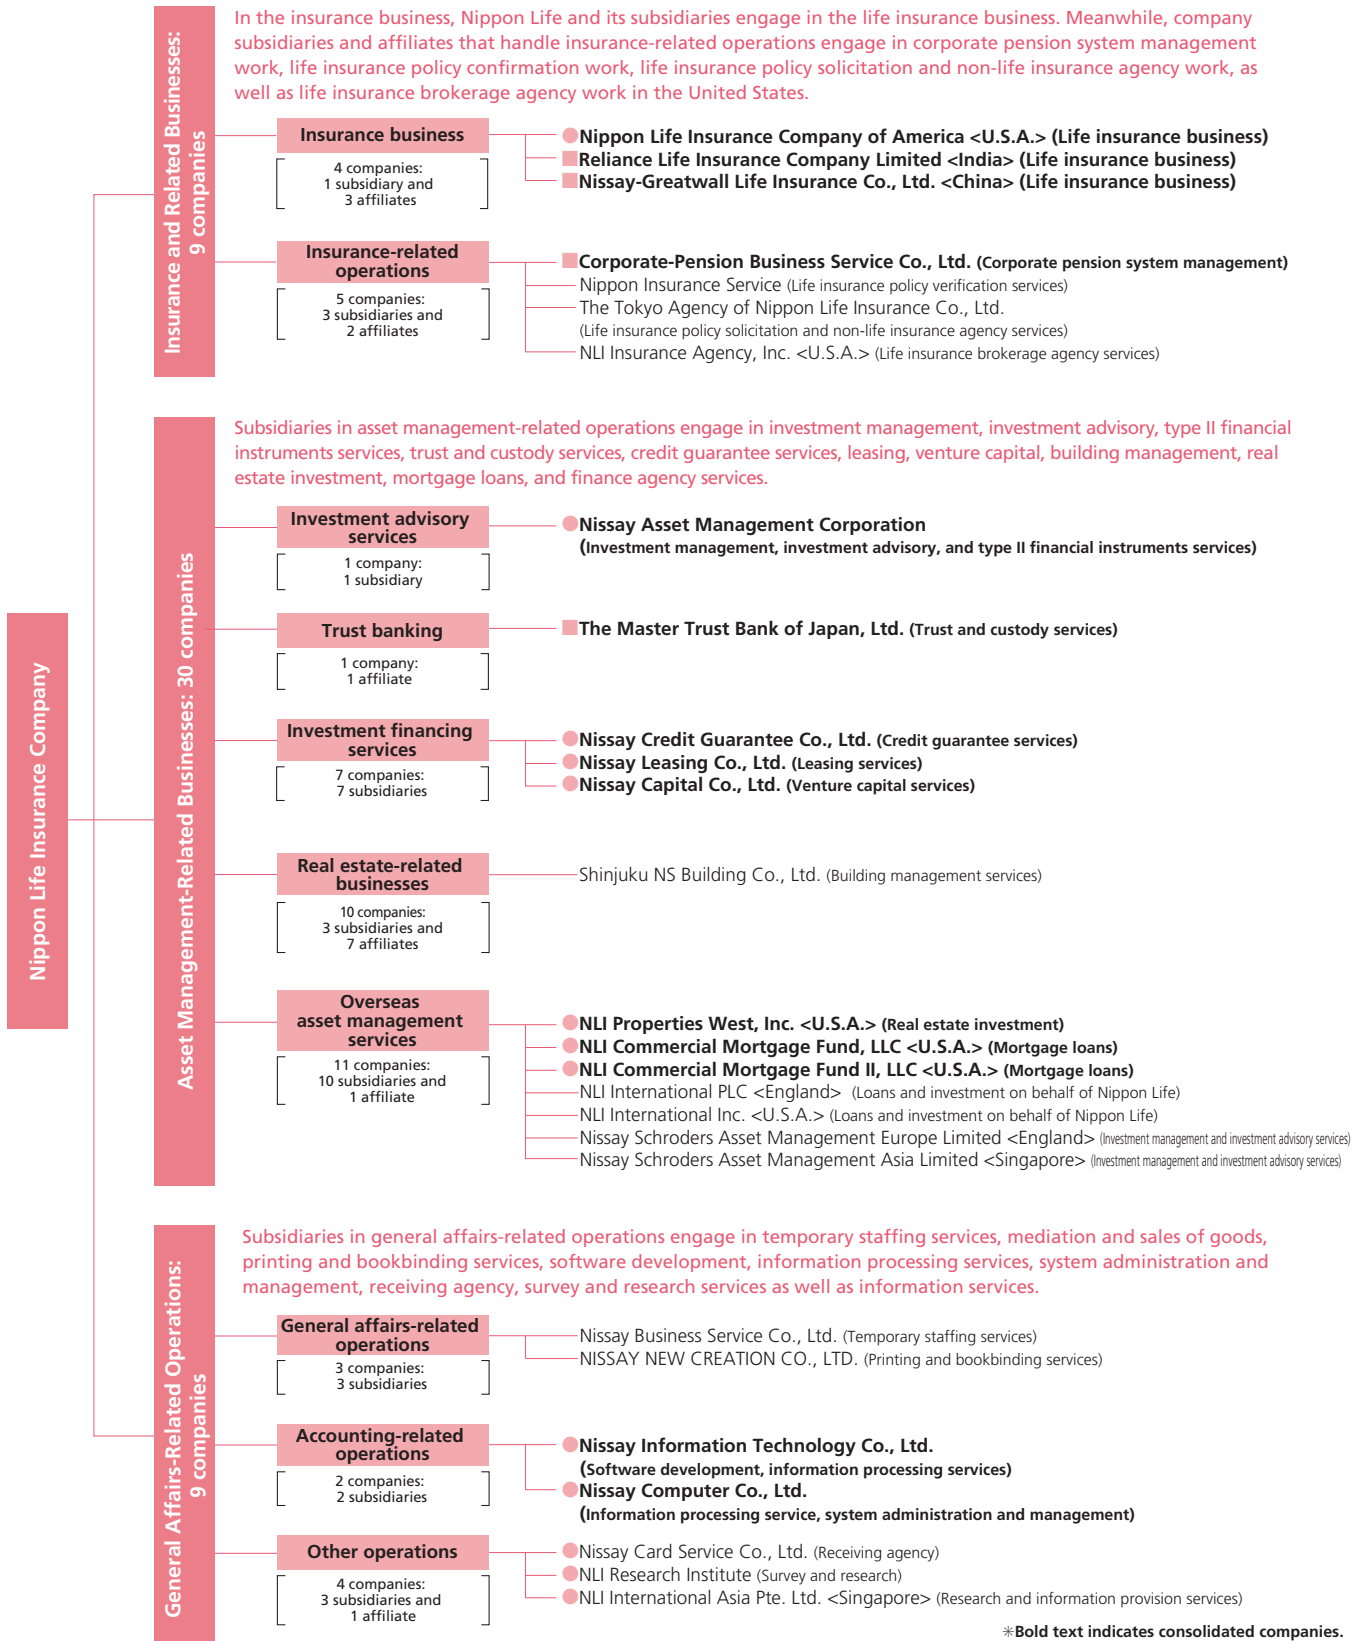 Nippon Life Insurance Company
Insurance and Related Businesses:
9 companies
In the insurance business, Nippon Life and its subsidiaries engage in the life insurance business. Meanwhile, company
subsidiaries and affiliates that handle insurance-related operations engage in corporate pension system management
work, life insurance policy confirmation work, life insurance policy solicitation and non-life insurance agency work, as
well as life insurance brokerage agency work in the United States.
Insurance business
4 companies:
1 subsidiary and
3 affiliates
Nippon Life Insurance Company of America <U.S.A.> (Life insurance business)
Reliance Life Insurance Company Limited <India> (Life insurance business)
Nissay-Greatwall Life Insurance Co., Ltd. <China> (Life insurance business)
Insurance-related
operations
5 companies:
3 subsidiaries and
2 affiliates
Corporate-Pension Business Service Co., Ltd. (Corporate pension system management)
Nippon Insurance Service (Life insurance policy verification services)
The Tokyo Agency of Nippon Life Insurance Co., Ltd.
(Life insurance policy solicitation and non-life insurance agency services)
NLI Insurance Agency, Inc. <U.S.A.> (Life insurance brokerage agency services)
Asset Management-Related Businesses: 30 companies
Subsidiaries in asset management-related operations engage in investment management, investment advisory, type II financial
instruments services, trust and custody services, credit guarantee services, leasing, venture capital, building management, real
estate investment, mortgage loans, and finance agency services.
Investment advisory
services
1 company:
1 subsidiary
Nissay Asset Management Corporation
(Investment management, investment advisory, and type II financial instruments services)
Trust banking
1 company:
1 affiliate
The Master Trust Bank of Japan, Ltd. (Trust and custody services)
Investment financing
services
7 companies:
7 subsidiaries
Nissay Credit Guarantee Co., Ltd. (Credit guarantee services)
Nissay Leasing Co., Ltd. (Leasing services)
Nissay Capital Co., Ltd. (Venture capital services)
Real estate-related
businesses
10 companies:
3 subsidiaries and
7 affiliates
Shinjuku NS Building Co., Ltd. (Building management services)
Overseas
asset management
services
11 companies:
10 subsidiaries and
1 affiliate
NLI Properties West, Inc. <U.S.A.> (Real estate investment)
NLI Commercial Mortgage Fund, LLC <U.S.A.> (Mortgage loans)
NLI Commercial Mortgage Fund II, LLC <U.S.A.> (Mortgage loans)
NLI International PLC <England> (Loans and investment on behalf of Nippon Life)
NLI International Inc. <U.S.A.> (Loans and investment on behalf of Nippon Life)
Nissay Schroders Asset Management Europe Limited <England> (Investment management and investment advisory services)
Nissay Schroders Asset Management Asia Limited <Singapore> (Investment management and investment advisory services)
General Affairs-Related Operations:
9 companies
Subsidiaries in general affairs-related operations engage in temporary staffing services, mediation and sales of goods,
printing and bookbinding services, software development, information processing services, system administration and
management, receiving agency, survey and research services as well as information services.
General affairs-related
operations
3 companies:
3 subsidiaries
Nissay Business Service Co., Ltd. (Temporary staffing services)
NISSAY NEW CREATION CO., LTD. (Printing and bookbinding services)
Accounting-related
operations
2 companies:
2 subsidiaries
Nissay Information Technology Co., Ltd.
(Software development, information processing services)
Nissay Computer Co., Ltd.
(Information processing service, system administration and management)
Other operations
4 companies:
3 subsidiaries and
1 affiliate
Nissay Card Service Co., Ltd. (Receiving agency)
NLI Research Institute (Survey and research)
NLI International Asia Pte. Ltd. <Singapore> (Research and information provision services)
✳Bold text indicates consolidated companies.